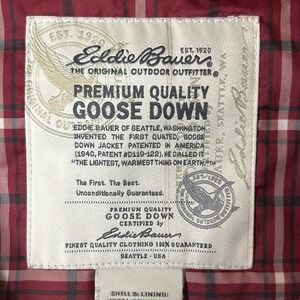 EST. 1920
Eddie Bauer
EST. 1920
THE ORIGINAL OUTDOOR OUTFITTER
PREMIUM QUALITY
GOOSE DOWN
EDDIE BAUER OF SEATTLE, WASHINGTON
INVENTED THE FIRST QUILTED, GOOSE
DOWN JACKET PATENTED IN AMERICA
(1940, PATENT #D119-122). HE CALLED IT
"THE LIGHTEST, WARMEST THING ON EARTH."
The First. The Best.
Unconditionally Guaranteed.
PREMIUM QUALITY
GOOSE DOWN
CERTIFIED by
Eddie Bauer
FINEST QUALITY CLOTHING 100% GUARANTEED
SEATTLE · USA
SHELL & LINING: